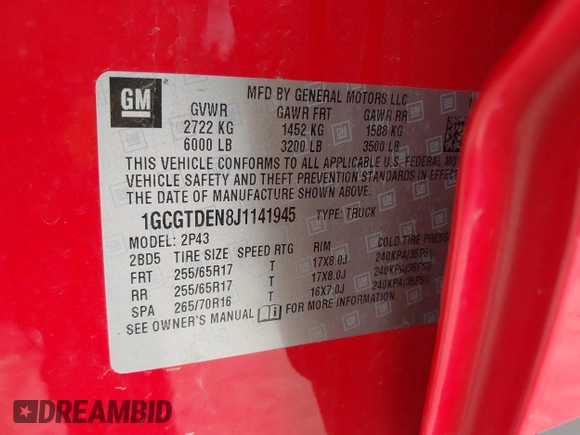 GM
MFD BY GENERAL MOTORS LLC
GVWR GAWR FRT GAWR RR
2722 KG 1452 KG 1588 KG
6000 LB 3200 LB 3500 LB
THIS VEHICLE CONFORMS TO ALL APPLICABLE U.S. FEDERAL MO
VEHICLE SAFETY AND THEFT PREVENTION STANDARDS IN EFFECT
THE DATE OF MANUFACTURE SHOWN ABOVE.
1GCGTDEN8J1141945 TYPE: TRUCK
MODEL: 2P43
2BD5 TIRE SIZE SPEED RTG RIM COLD TIRE PRES
FRT 255/65R17 T 17X8.0J 240KPA(35PSI)
RR 255/65R17 T 17X8.0J 240KPA(35PSI)
SPA 265/70R16 T 16X7.0J 240KPA(35PSI)
SEE OWNER'S MANUAL FOR MORE INFORMATION
DREAMBID